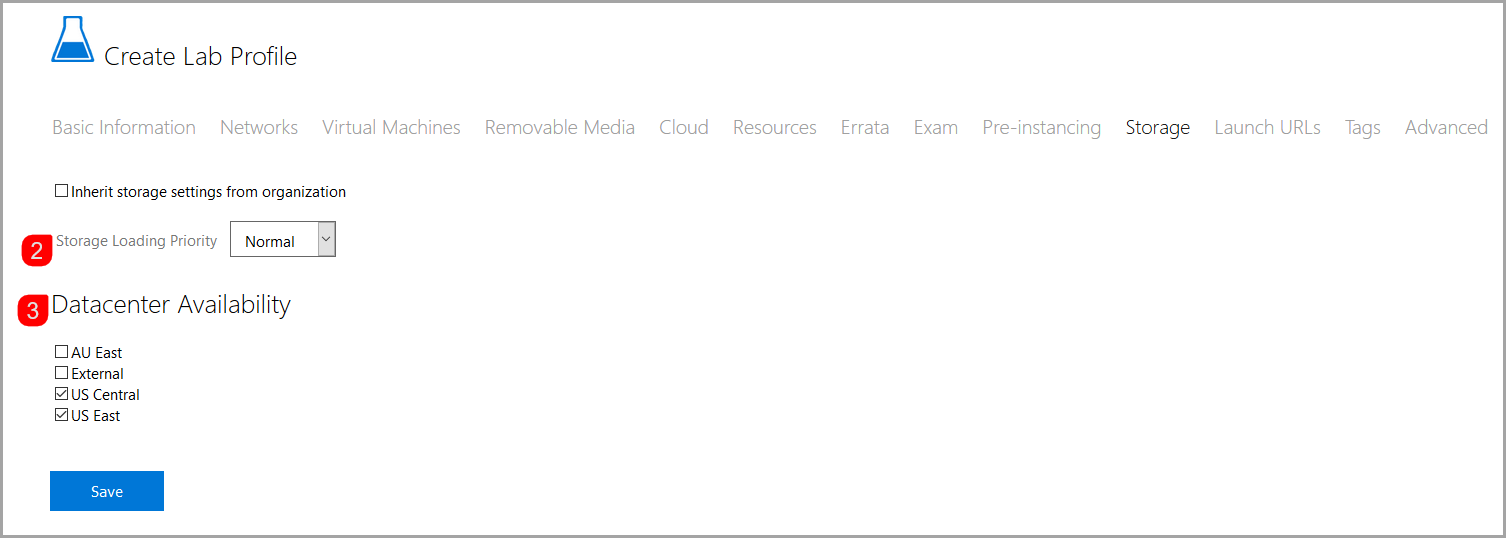 Create Lab Profile
Basic Information Networks Virtual Machines Removable Media Cloud Resources Errata Exam Pre-instancing Storage Launch URLs Tags Advanced
Inherit storage settings from organization
2 Storage Loading Priority Normal
3 Datacenter Availability
AU East
External
US Central
US East
Save